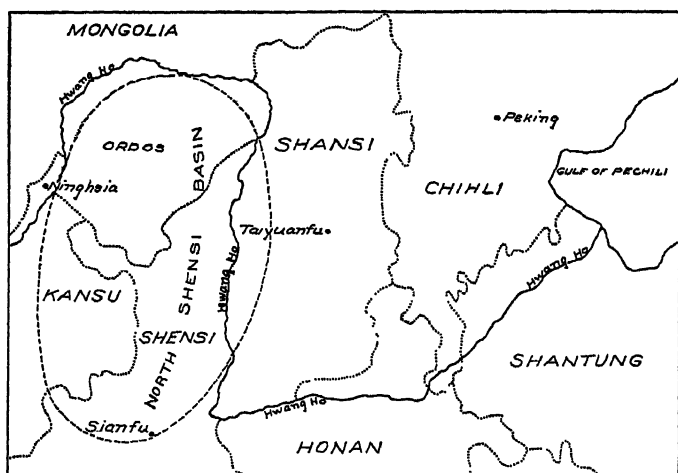 MONGOLIA
Hwang Ho
Peking
ORDOS
SHANSI
BASIN
GULF OF PECHILI
Ninghsia
CHIHLI
Taiyuanfu
SHENSI
Hwang Ho
Hwang Ho
KANSU
SHENSI
SHANTUNG
NORTH
Hwang Ho
Sianfu
HONAN